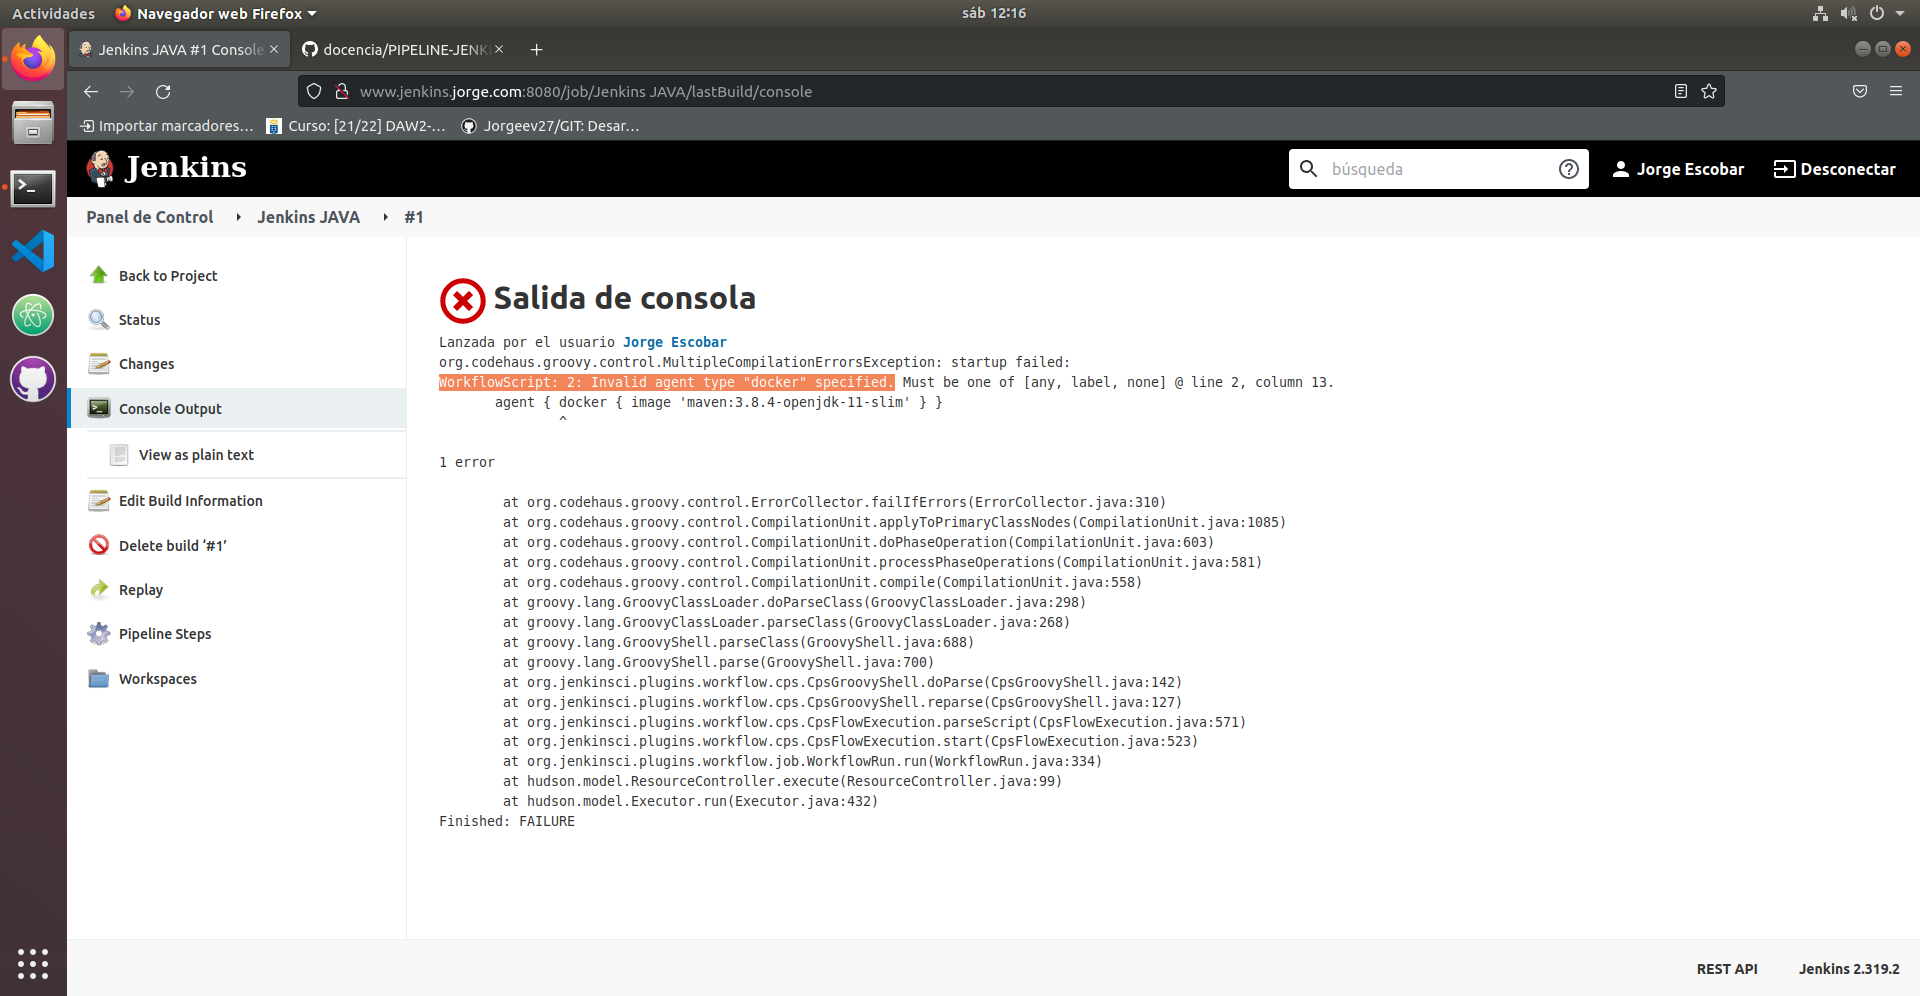 Actividades
Navegador web Firefox
sáb 12:16
Jenkins JAVA #1 Console
docencia/PIPELINE-JENK
www.jenkins.jorge.com:8080/job/Jenkins JAVA/lastBuild/console
Importar marcadores...
Curso: [21/22] DAW2-...
Jorgeev27/GIT: Desar...
Jenkins
búsqueda
Jorge Escobar
Desconectar
Panel de Control
Jenkins JAVA
#1
Back to Project
Status
Changes
Console Output
View as plain text
Edit Build Information
Delete build ‘#1’
Replay
Pipeline Steps
Workspaces
Salida de consola
Lanzada por el usuario Jorge Escobar
org.codehaus.groovy.control.MultipleCompilationErrorsException: startup failed:
WorkflowScript: 2: Invalid agent type "docker" specified. Must be one of [any, label, none] @ line 2, column 13.
agent { docker { image 'maven:3.8.4-openjdk-11-slim' } }
^
1 error
at org.codehaus.groovy.control.ErrorCollector.failIfErrors(ErrorCollector.java:310)
at org.codehaus.groovy.control.CompilationUnit.applyToPrimaryClassNodes(CompilationUnit.java:1085)
at org.codehaus.groovy.control.CompilationUnit.doPhaseOperation(CompilationUnit.java:603)
at org.codehaus.groovy.control.CompilationUnit.processPhaseOperations(CompilationUnit.java:581)
at org.codehaus.groovy.control.CompilationUnit.compile(CompilationUnit.java:558)
at groovy.lang.GroovyClassLoader.doParseClass(GroovyClassLoader.java:298)
at groovy.lang.GroovyClassLoader.parseClass(GroovyClassLoader.java:268)
at groovy.lang.GroovyShell.parseClass(GroovyShell.java:688)
at groovy.lang.GroovyShell.parse(GroovyShell.java:700)
at org.jenkinsci.plugins.workflow.cps.CpsGroovyShell.doParse(CpsGroovyShell.java:142)
at org.jenkinsci.plugins.workflow.cps.CpsGroovyShell.reparse(CpsGroovyShell.java:127)
at org.jenkinsci.plugins.workflow.cps.CpsFlowExecution.parseScript(CpsFlowExecution.java:571)
at org.jenkinsci.plugins.workflow.cps.CpsFlowExecution.start(CpsFlowExecution.java:523)
at org.jenkinsci.plugins.workflow.job.WorkflowRun.run(WorkflowRun.java:334)
at hudson.model.ResourceController.execute(ResourceController.java:99)
at hudson.model.Executor.run(Executor.java:432)
Finished: FAILURE
REST API
Jenkins 2.319.2